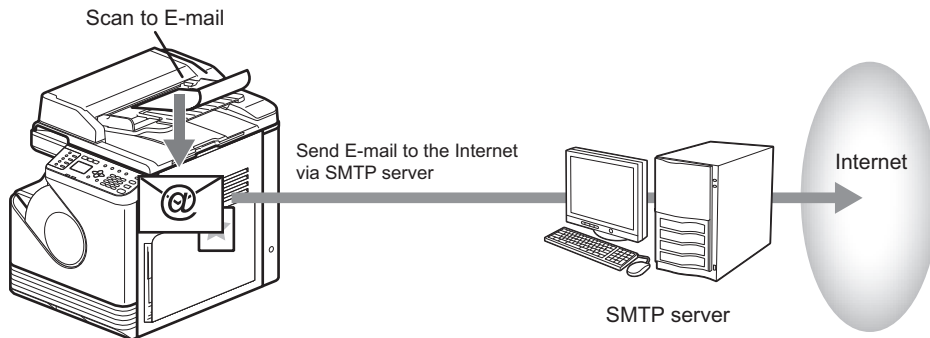 Scan to E-mail
Send E-mail to the Internet
via SMTP server
Internet
@
SMTP server